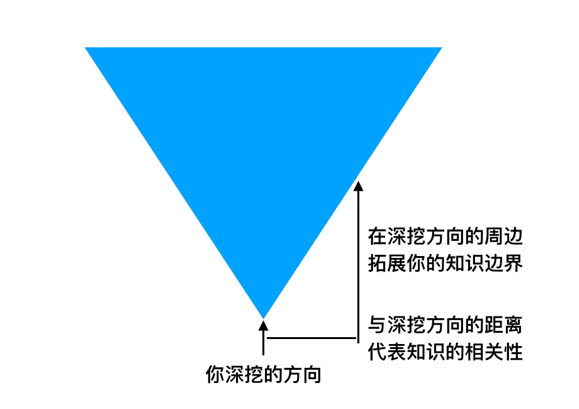 在深挖方向的周边
拓展你的知识边界
与深挖方向的距离
代表知识的相关性
你深挖的方向